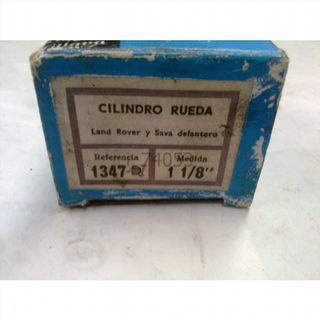 CILINDRO RUEDA
Land Rover y Sava delantero
Referencia Medida
1347- 1 1/8"